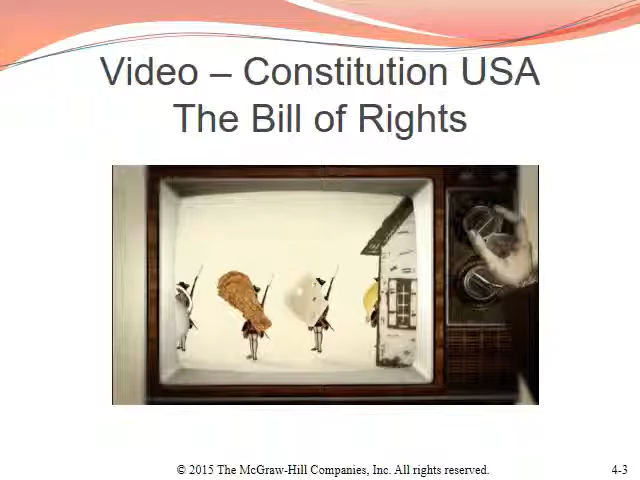 Video – Constitution USA
The Bill of Rights
© 2015 The McGraw-Hill Companies, Inc. All rights reserved.
4-3